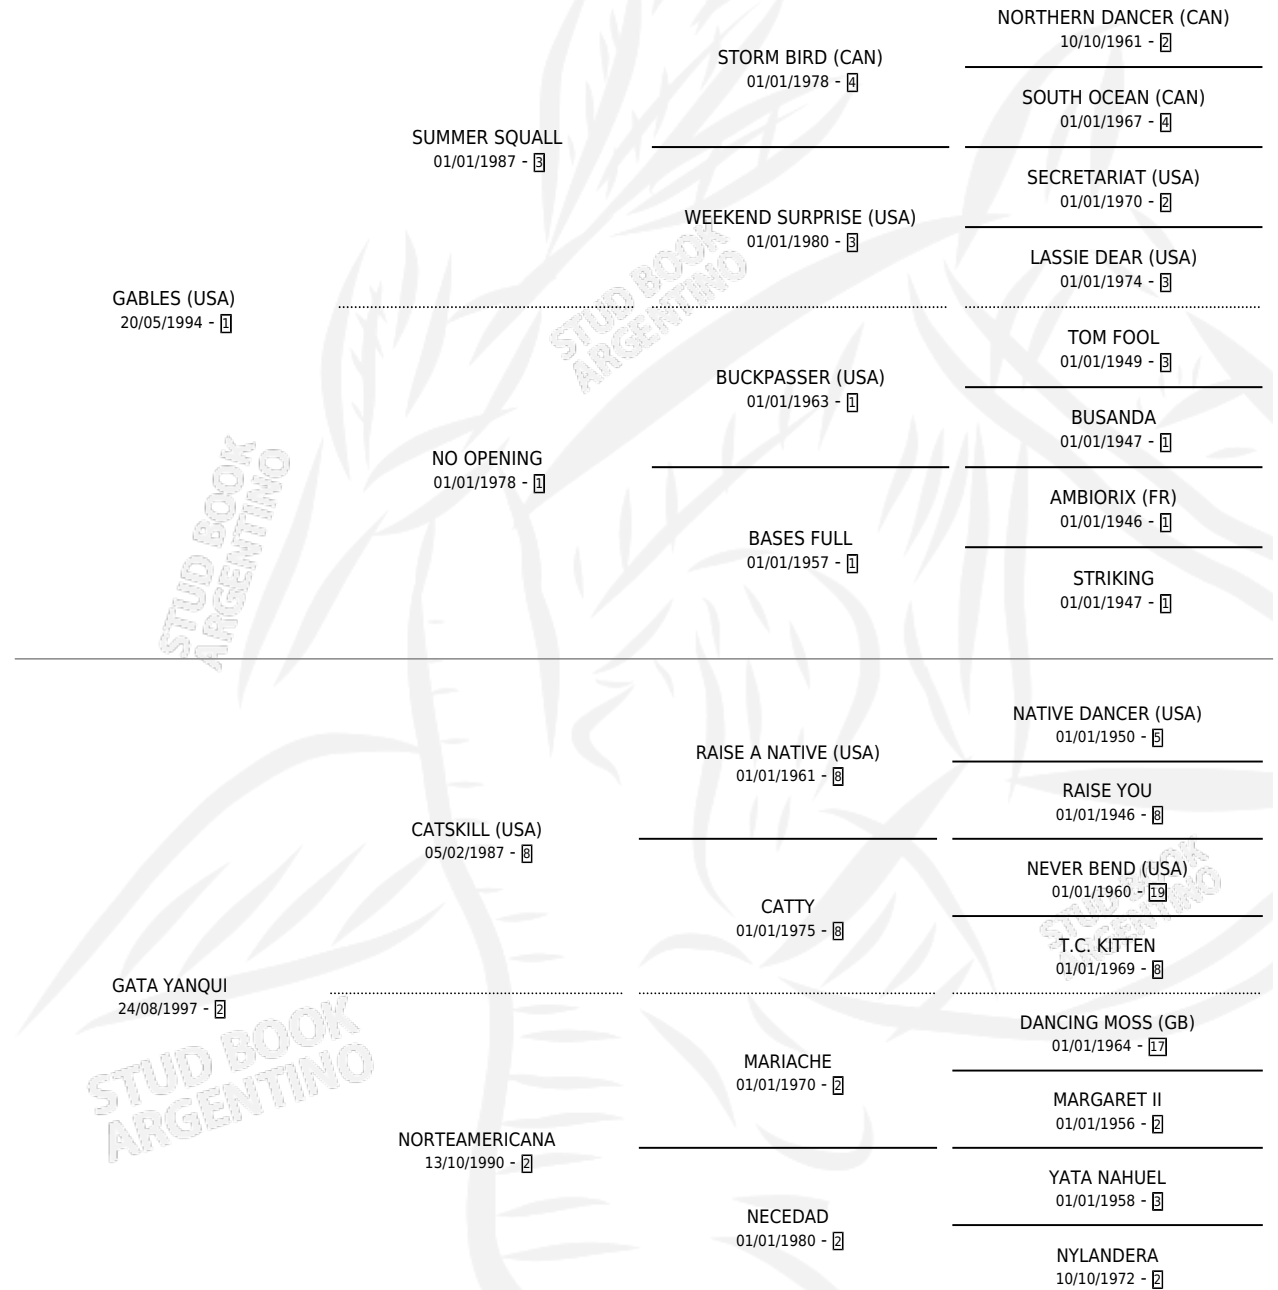 NORTHERN DANCER (CAN)
10/10/1961 - 2
STORM BIRD (CAN)
01/01/1978 - 4
SOUTH OCEAN (CAN)
01/01/1967 - 4
SUMMER SQUALL
01/01/1987 - 3
SECRETARIAT (USA)
01/01/1970 - 2
WEEKEND SURPRISE (USA)
01/01/1980 - 3
LASSIE DEAR (USA)
01/01/1974 - 3
GABLES (USA)
20/05/1994 - 1
TOM FOOL
01/01/1949 - 3
BUCKPASSER (USA)
01/01/1963 - 1
BUSANDA
01/01/1947 - 1
NO OPENING
01/01/1978 - 1
AMBIORIX (FR)
01/01/1946 - 1
BASES FULL
01/01/1957 - 1
STRIKING
01/01/1947 - 1
NATIVE DANCER (USA)
01/01/1950 - 5
RAISE A NATIVE (USA)
01/01/1961 - 8
RAISE YOU
01/01/1946 - 8
CATSKILL (USA)
05/02/1987 - 8
NEVER BEND (USA)
01/01/1960 - 19
CATTY
01/01/1975 - 8
T.C. KITTEN
01/01/1969 - 8
GATA YANQUI
24/08/1997 - 2
DANCING MOSS (GB)
01/01/1964 - 17
MARIACHE
01/01/1970 - 2
MARGARET II
01/01/1956 - 2
NORTEAMERICANA
13/10/1990 - 2
YATA NAHUEL
01/01/1958 - 3
NECEDAD
01/01/1980 - 2
NYLANDERA
10/10/1972 - 2
STUD BOOK
ARGENTINO
STUD BOOK
ARGENTINO
STUD BOOK
ARGENTINO
STUD BOOK
ARGENTINO